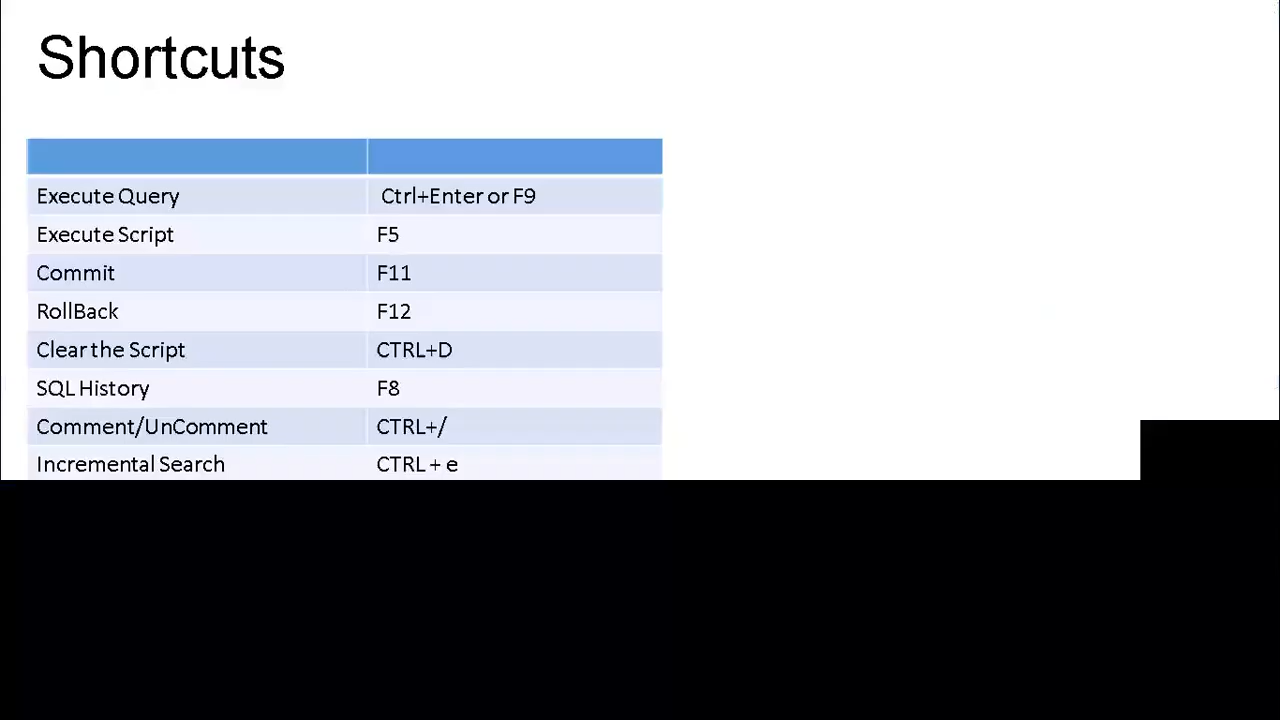 Shortcuts
Execute Query Ctrl+Enter or F9
Execute Script F5
Commit F11
RollBack F12
Clear the Script CTRL+D
SQL History F8
Comment/UnComment CTRL+/
Incremental Search CTRL + e